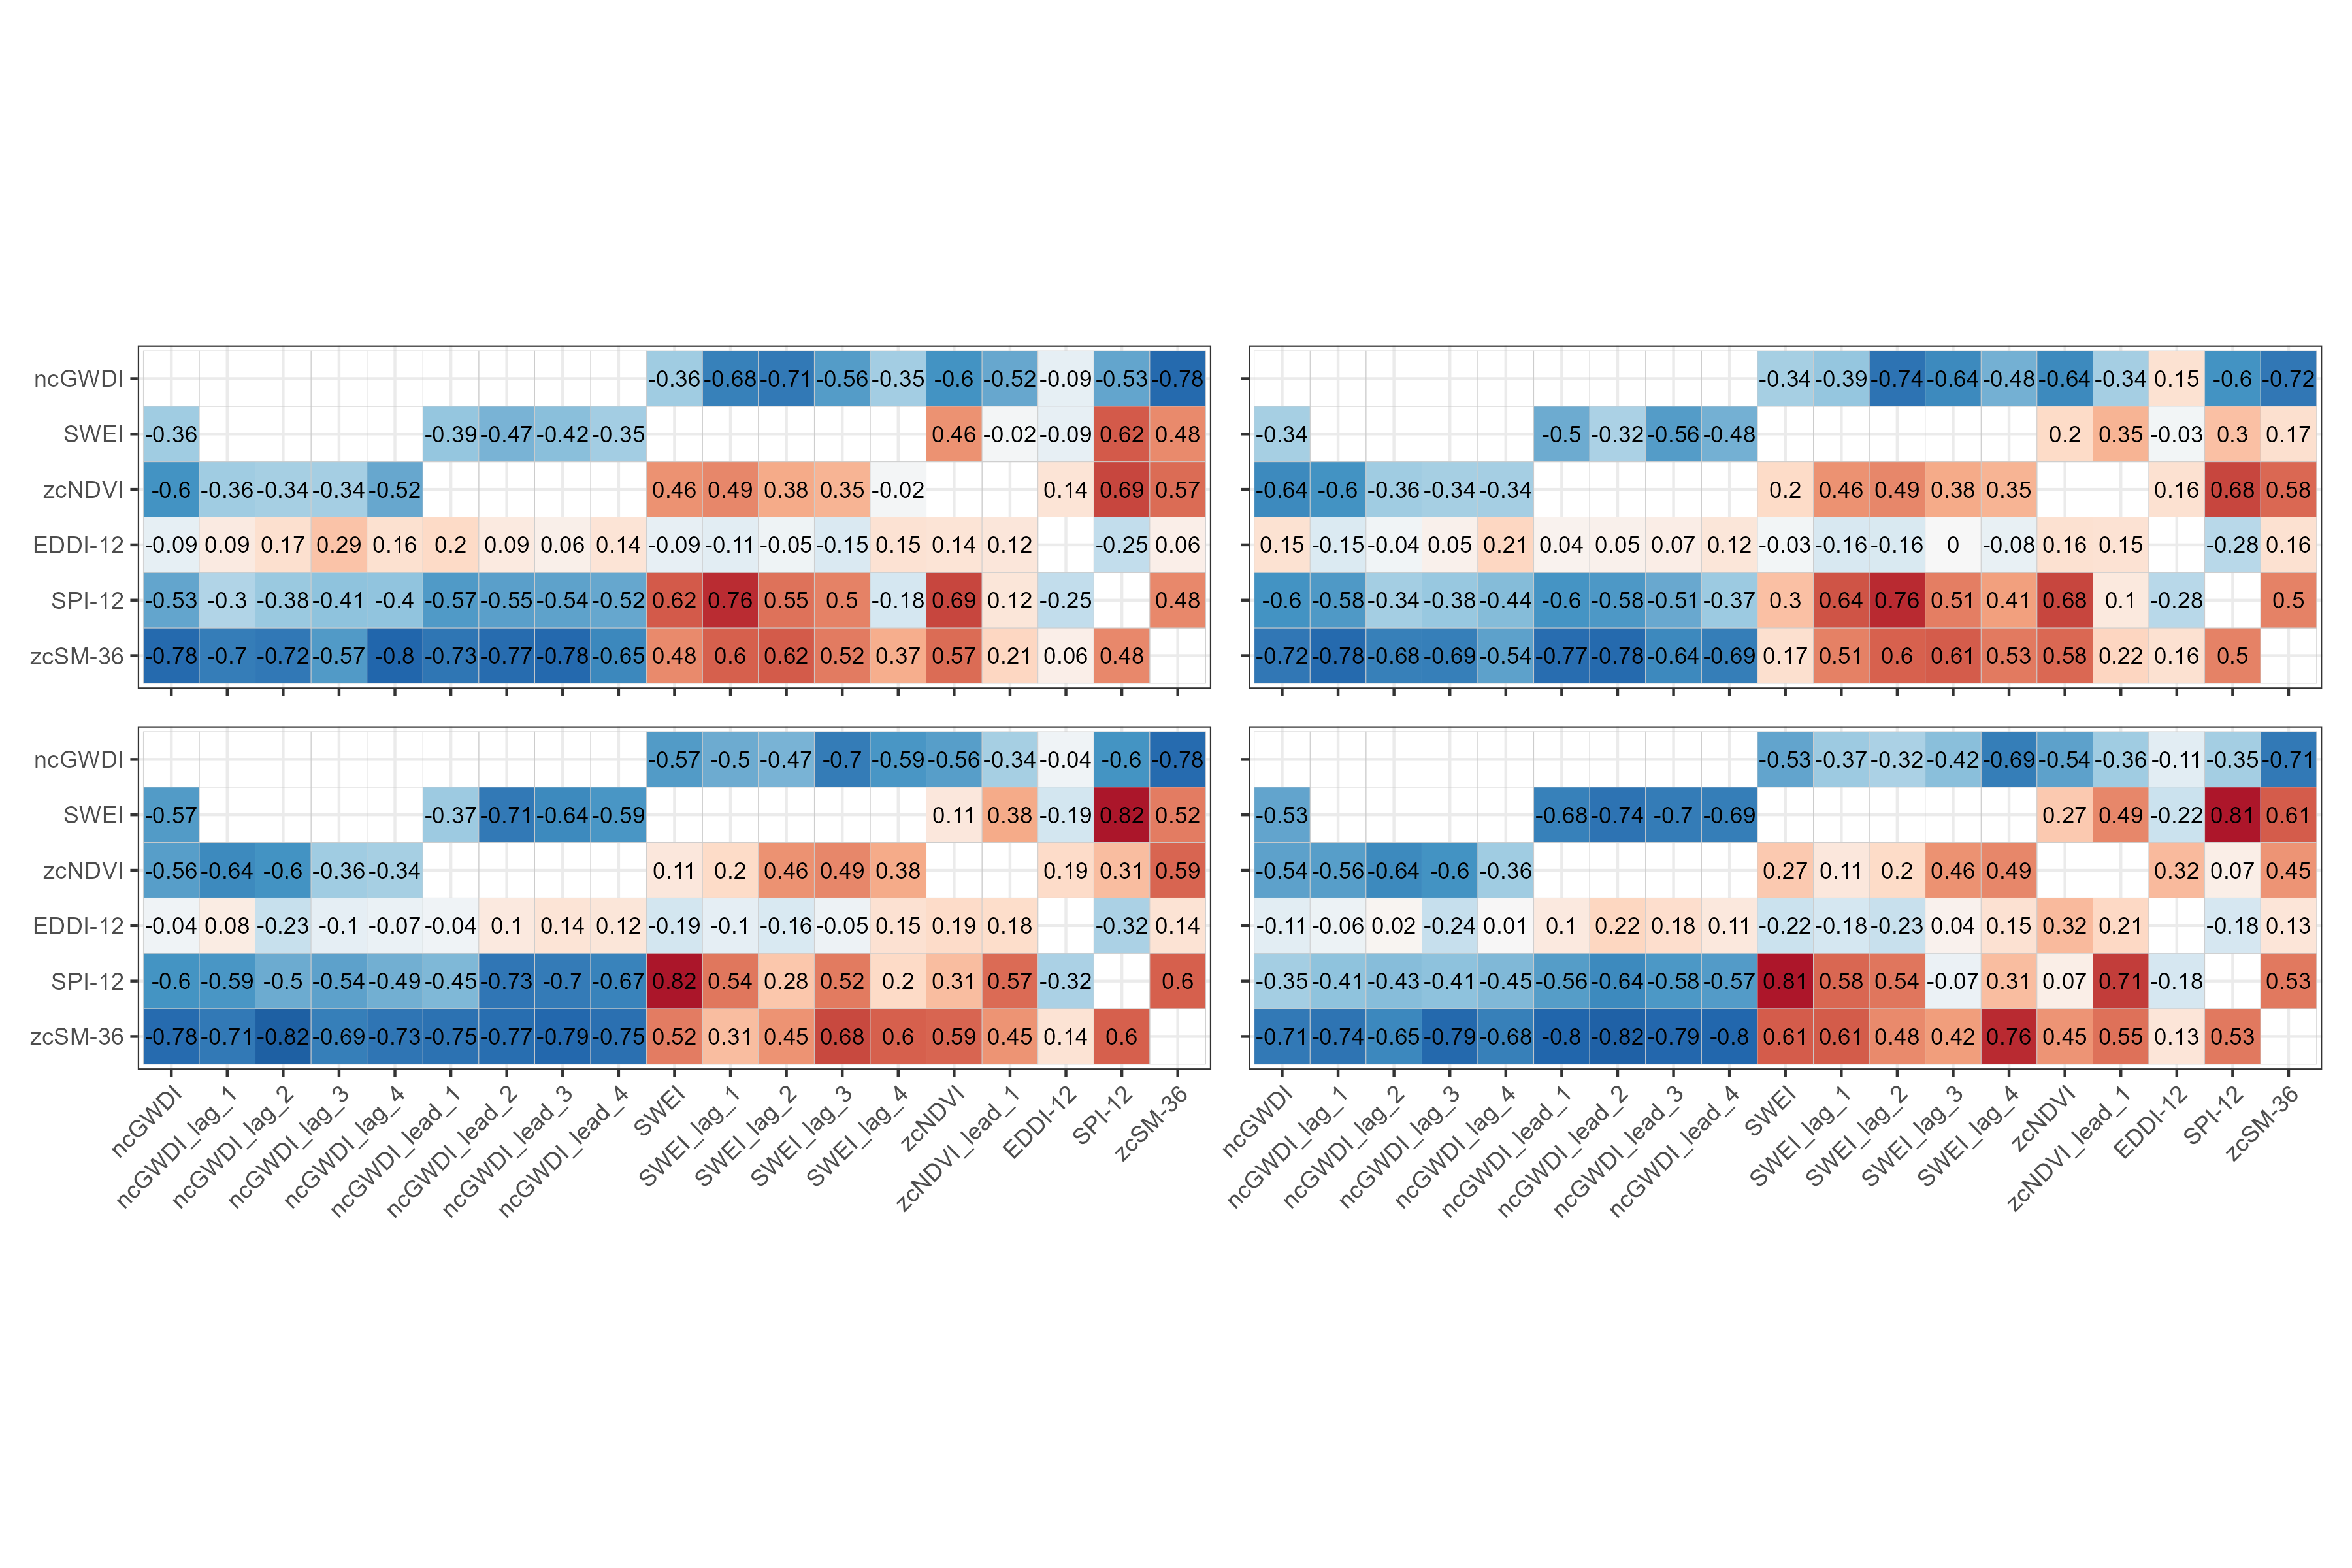 ncGWDI -0.36 -0.68 -0.71 -0.56 -0.35 -0.6 -0.52 -0.09 -0.53 -0.78
SWEI -0.36 -0.39 -0.47 -0.42 -0.35 0.46 -0.02 -0.09 0.62 0.48
zcNDVI -0.6 -0.36 -0.34 -0.34 -0.52 0.46 0.49 0.38 0.35 -0.02 0.14 0.69 0.57
EDDI-12 -0.09 0.09 0.17 0.29 0.16 0.2 0.09 0.06 0.14 -0.09 -0.11 -0.05 -0.15 0.15 0.14 0.12 -0.25 0.06
SPI-12 -0.53 -0.3 -0.38 -0.41 -0.4 -0.57 -0.55 -0.54 -0.52 0.62 0.76 0.55 0.5 -0.18 0.69 0.12 -0.25 0.48
zcSM-36 -0.78 -0.7 -0.72 -0.57 -0.8 -0.73 -0.77 -0.78 -0.65 0.48 0.6 0.62 0.52 0.37 0.57 0.21 0.06 0.48
-0.34 -0.39 -0.74 -0.64 -0.48 -0.64 -0.34 0.15 -0.6 -0.72
-0.34 -0.5 -0.32 -0.56 -0.48 0.2 0.35 -0.03 0.3 0.17
-0.64 -0.6 -0.36 -0.34 -0.34 0.2 0.46 0.49 0.38 0.35 0.16 0.68 0.58
0.15 -0.15 -0.04 0.05 0.21 0.04 0.05 0.07 0.12 -0.03 -0.16 -0.16 0 -0.08 0.16 0.15 -0.28 0.16
-0.6 -0.58 -0.34 -0.38 -0.44 -0.6 -0.58 -0.51 -0.37 0.3 0.64 0.76 0.51 0.41 0.68 0.1 -0.28 0.5
-0.72 -0.78 -0.68 -0.69 -0.54 -0.77 -0.78 -0.64 -0.69 0.17 0.51 0.6 0.61 0.53 0.58 0.22 0.16 0.5
ncGWDI -0.57 -0.5 -0.47 -0.7 -0.59 -0.56 -0.34 -0.04 -0.6 -0.78
SWEI -0.57 -0.37 -0.71 -0.64 -0.59 0.11 0.38 -0.19 0.82 0.52
zcNDVI -0.56 -0.64 -0.6 -0.36 -0.34 0.11 0.2 0.46 0.49 0.38 0.19 0.31 0.59
EDDI-12 -0.04 0.08 -0.23 -0.1 -0.07 -0.04 0.1 0.14 0.12 -0.19 -0.1 -0.16 -0.05 0.15 0.19 0.18 -0.32 0.14
SPI-12 -0.6 -0.59 -0.5 -0.54 -0.49 -0.45 -0.73 -0.7 -0.67 0.82 0.54 0.28 0.52 0.2 0.31 0.57 -0.32 0.6
zcSM-36 -0.78 -0.71 -0.82 -0.69 -0.73 -0.75 -0.77 -0.79 -0.75 0.52 0.31 0.45 0.68 0.6 0.59 0.45 0.14 0.6
ncGWDI ncGWDI_lag_1 ncGWDI_lag_2 ncGWDI_lag_3 ncGWDI_lag_4 ncGWDI_lead_1 ncGWDI_lead_2 ncGWDI_lead_3 ncGWDI_lead_4 SWEI SWEI_lag_1 SWEI_lag_2 SWEI_lag_3 SWEI_lag_4 zcNDVI zcNDVI_lead_1 EDDI-12 SPI-12 zcSM-36
-0.53 -0.37 -0.32 -0.42 -0.69 -0.54 -0.36 -0.11 -0.35 -0.71
-0.53 -0.68 -0.74 -0.7 -0.69 0.27 0.49 -0.22 0.81 0.61
-0.54 -0.56 -0.64 -0.6 -0.36 0.27 0.11 0.2 0.46 0.49 0.32 0.07 0.45
-0.11 -0.06 0.02 -0.24 0.01 0.1 0.22 0.18 0.11 -0.22 -0.18 -0.23 0.04 0.15 0.32 0.21 -0.18 0.13
-0.35 -0.41 -0.43 -0.41 -0.45 -0.56 -0.64 -0.58 -0.57 0.81 0.58 0.54 -0.07 0.31 0.07 0.71 -0.18 0.53
-0.71 -0.74 -0.65 -0.79 -0.68 -0.8 -0.82 -0.79 -0.8 0.61 0.61 0.48 0.42 0.76 0.45 0.55 0.13 0.53
ncGWDI ncGWDI_lag_1 ncGWDI_lag_2 ncGWDI_lag_3 ncGWDI_lag_4 ncGWDI_lead_1 ncGWDI_lead_2 ncGWDI_lead_3 ncGWDI_lead_4 SWEI SWEI_lag_1 SWEI_lag_2 SWEI_lag_3 SWEI_lag_4 zcNDVI zcNDVI_lead_1 EDDI-12 SPI-12 zcSM-36